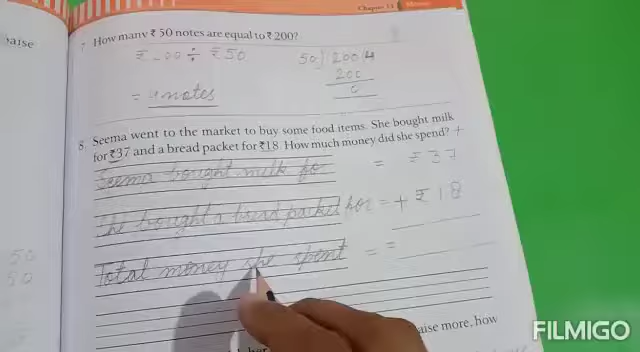 Chapter 13 Money
paise
7. How many ₹ 50 notes are equal to ₹ 200?
₹ 200 ÷ ₹50
50) 200 (4
200
0
= 4 notes
8. Seema went to the market to buy some food items. She bought milk
for ₹37 and a bread packet for ₹18. How much money did she spend? +
Seema bought milk for = ₹37
She bought a bread packet for = + ₹18
Total money she spent = =
50
50
aise more, how
FILMIGO